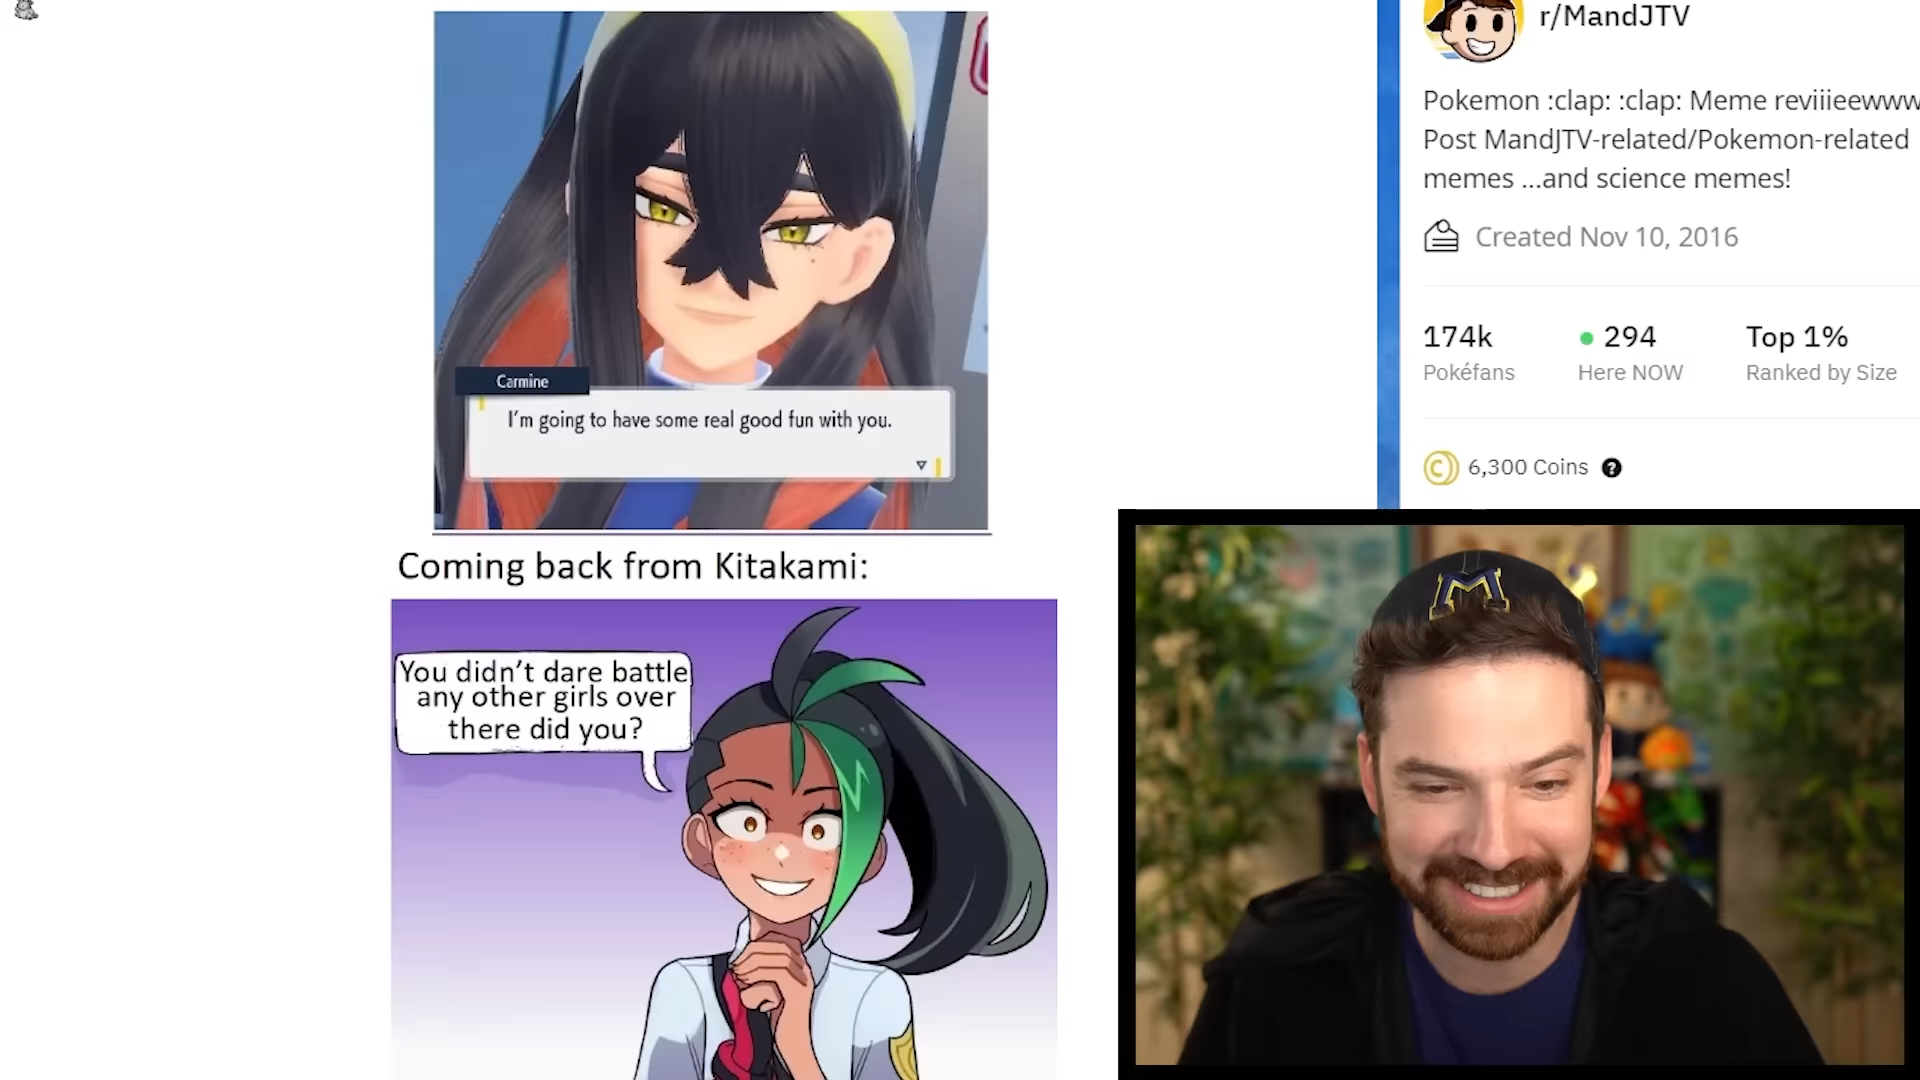 Carmine
I'm going to have some real good fun with you.
Coming back from Kitakami:
You didn't dare battle
any other girls over
there did you?
r/MandJTV
Pokemon :clap: :clap: Meme reviiieewww
Post MandJTV-related/Pokemon-related
memes ...and science memes!
Created Nov 10, 2016
174k
294
Top 1%
Pokéfans
Here NOW
Ranked by Size
6,300 Coins
M